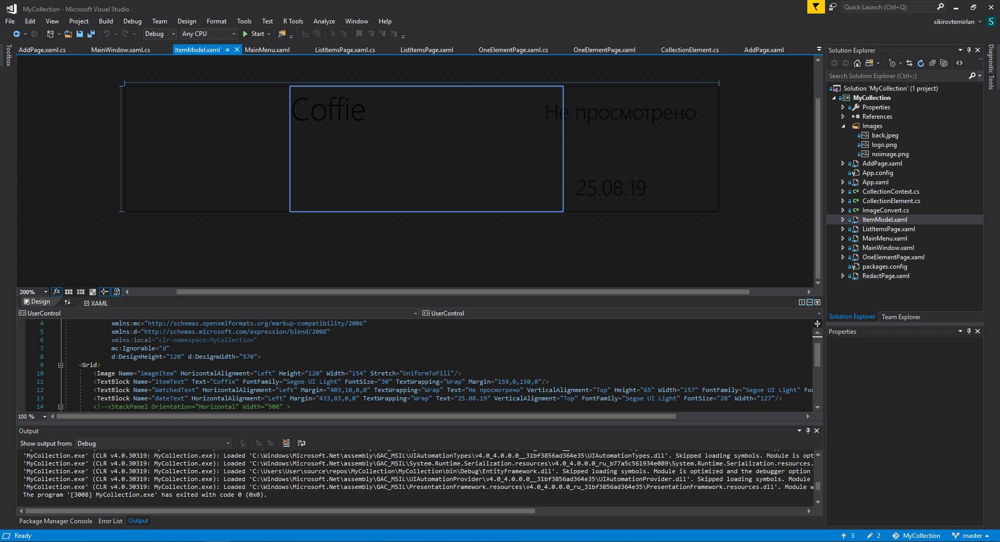 MyCollection - Microsoft Visual Studio
Quick Launch (Ctrl+Q)
File Edit View Project Build Debug Team Design Format Tools Test R Tools Analyze Window Help
sikirovtemirlan S
Debug Any CPU Start
Toolbox
AddPage.xaml.cs MainWindow.xaml.cs ItemModel.xaml MainMenu.xaml ListItemsPage.xaml.cs ListItemsPage.xaml OneElementPage.xaml.cs OneElementPage.xaml CollectionElement.cs AddPage.xaml
Coffie
Не просмотрено
25.08.19
200%
Design XAML
UserControl UserControl
4 xmlns:mc="http://schemas.openxmlformats.org/markup-compatibility/2006"
5 xmlns:d="http://schemas.microsoft.com/expression/blend/2008"
6 xmlns:local="clr-namespace:MyCollection"
7 mc:Ignorable="d"
8 d:DesignHeight="120" d:DesignWidth="570">
9 <Grid>
10 <Image Name="imageItem" HorizontalAlignment="Left" Height="120" Width="154" Stretch="UniformToFill"/>
11 <TextBlock Name="itemText" Text="Coffie" FontFamily="Segoe UI Light" FontSize="30" TextWrapping="Wrap" Margin="159,0,150,0"/>
12 <TextBlock Name="WatchedText" HorizontalAlignment="Left" Margin="403,10,0,0" TextWrapping="Wrap" Text="Не просмотрено" VerticalAlignment="Top" Height="65" Width="157" FontFamily="Segoe UI Light" Fon
13 <TextBlock Name="dateText" HorizontalAlignment="Left" Margin="433,83,0,0" TextWrapping="Wrap" Text="25.08.19" VerticalAlignment="Top" FontFamily="Segoe UI Light" FontSize="20" Width="127"/>
14 <!--<StackPanel Orientation="Horizontal" Width="500" >
100 %
Output
Show output from: Debug
'MyCollection.exe' (CLR v4.0.30319: MyCollection.exe): Loaded 'C:\Windows\Microsoft.Net\assembly\GAC_MSIL\UIAutomationTypes\v4.0_4.0.0.0__31bf3856ad364e35\UIAutomationTypes.dll'. Skipped loading symbols. Module is opt
'MyCollection.exe' (CLR v4.0.30319: MyCollection.exe): Loaded 'C:\Windows\Microsoft.Net\assembly\GAC_MSIL\System.Runtime.Serialization.resources\v4.0_4.0.0.0_ru_b77a5c561934e089\System.Runtime.Serialization.resources.
'MyCollection.exe' (CLR v4.0.30319: MyCollection.exe): Loaded 'C:\Users\User\source\repos\MyCollection\MyCollection\bin\Debug\EntityFramework.dll'. Skipped loading symbols. Module is optimized and the debugger option
'MyCollection.exe' (CLR v4.0.30319: MyCollection.exe): Loaded 'C:\Windows\Microsoft.Net\assembly\GAC_MSIL\UIAutomationProvider\v4.0_4.0.0.0__31bf3856ad364e35\UIAutomationProvider.dll'. Skipped loading symbols. Module
'MyCollection.exe' (CLR v4.0.30319: MyCollection.exe): Loaded 'C:\Windows\Microsoft.Net\assembly\GAC_MSIL\PresentationFramework.resources\v4.0_4.0.0.0_ru_31bf3856ad364e35\PresentationFramework.resources.dll'. Module w
The program '[3008] MyCollection.exe' has exited with code 0 (0x0).
Package Manager Console Error List Output
Solution Explorer
Search Solution Explorer (Ctrl+;)
Solution 'MyCollection' (1 project)
MyCollection
Properties
References
Images
back.jpeg
logo.png
noimage.png
AddPage.xaml
App.config
App.xaml
CollectionContext.cs
CollectionElement.cs
ImageConvert.cs
ItemModel.xaml
ListItemsPage.xaml
MainMenu.xaml
MainWindow.xaml
OneElementPage.xaml
packages.config
RedactPage.xaml
Solution Explorer Team Explorer
Properties
Diagnostic Tools
Ready
3 2 MyCollection master